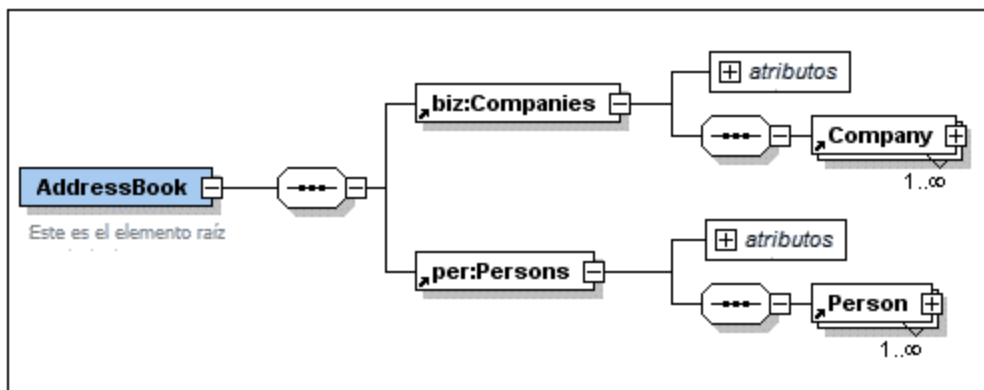 atributos
biz:Companies
Company
1..∞
AddressBook
Este es el elemento raíz
atributos
per:Persons
Person
1..∞